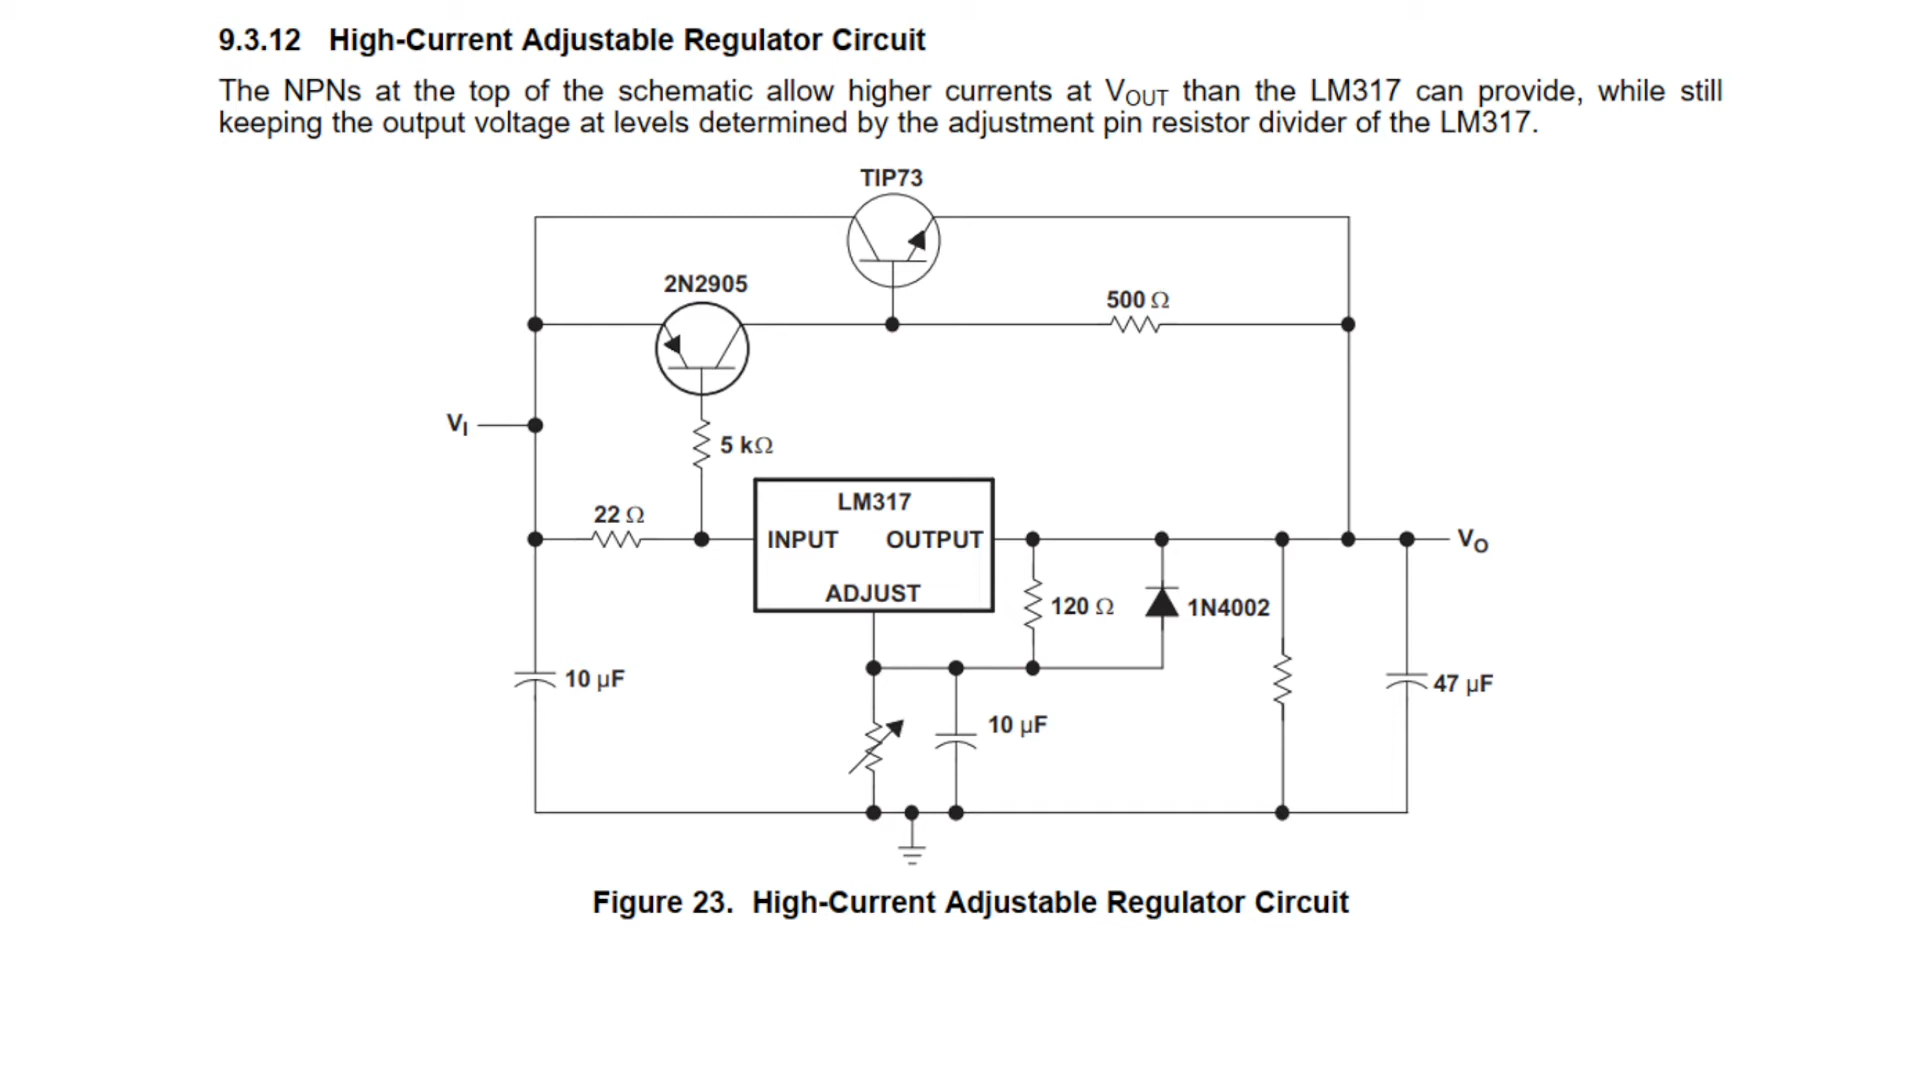 9.3.12 High-Current Adjustable Regulator Circuit
The NPNs at the top of the schematic allow higher currents at VOUT than the LM317 can provide, while still
keeping the output voltage at levels determined by the adjustment pin resistor divider of the LM317.
TIP73
2N2905
500 Ω
VI
5 kΩ
LM317
22 Ω
INPUT OUTPUT
VO
ADJUST
120 Ω
1N4002
10 µF
47 µF
10 µF
Figure 23. High-Current Adjustable Regulator Circuit